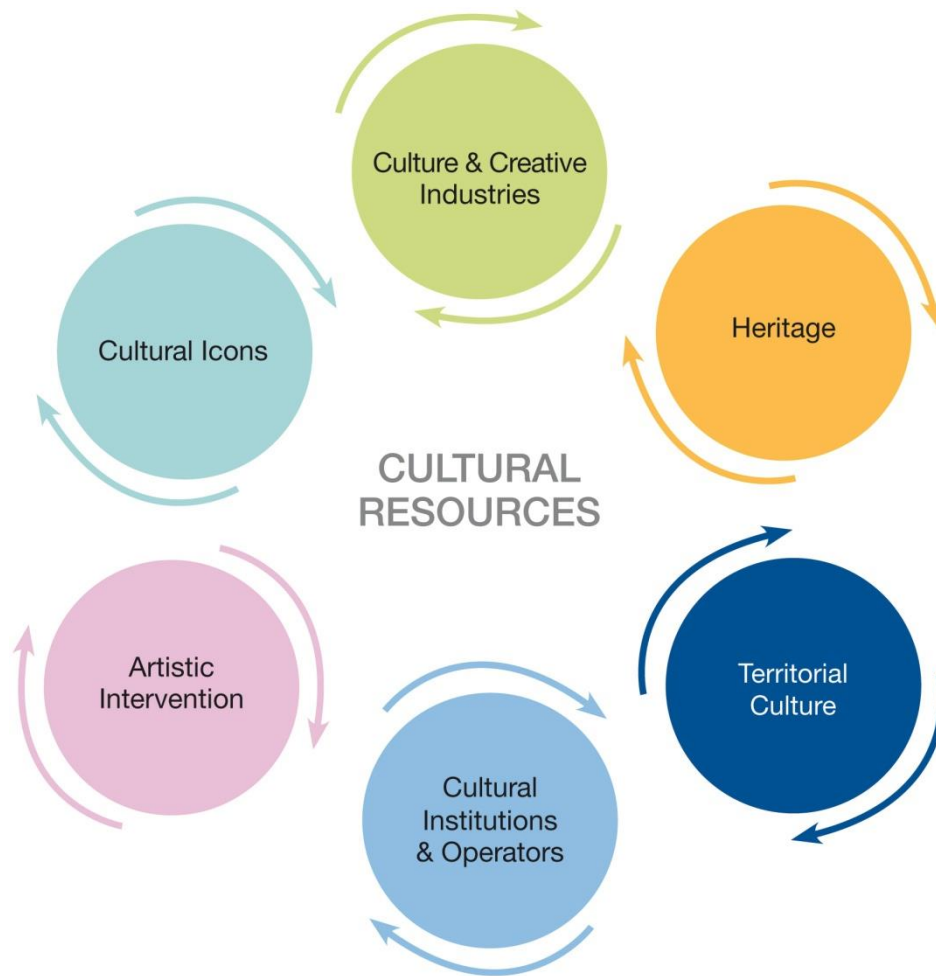 Culture & Creative
Industries
Heritage
Cultural Icons
CULTURAL
RESOURCES
Artistic
Intervention
Territorial
Culture
Cultural
Institutions
& Operators